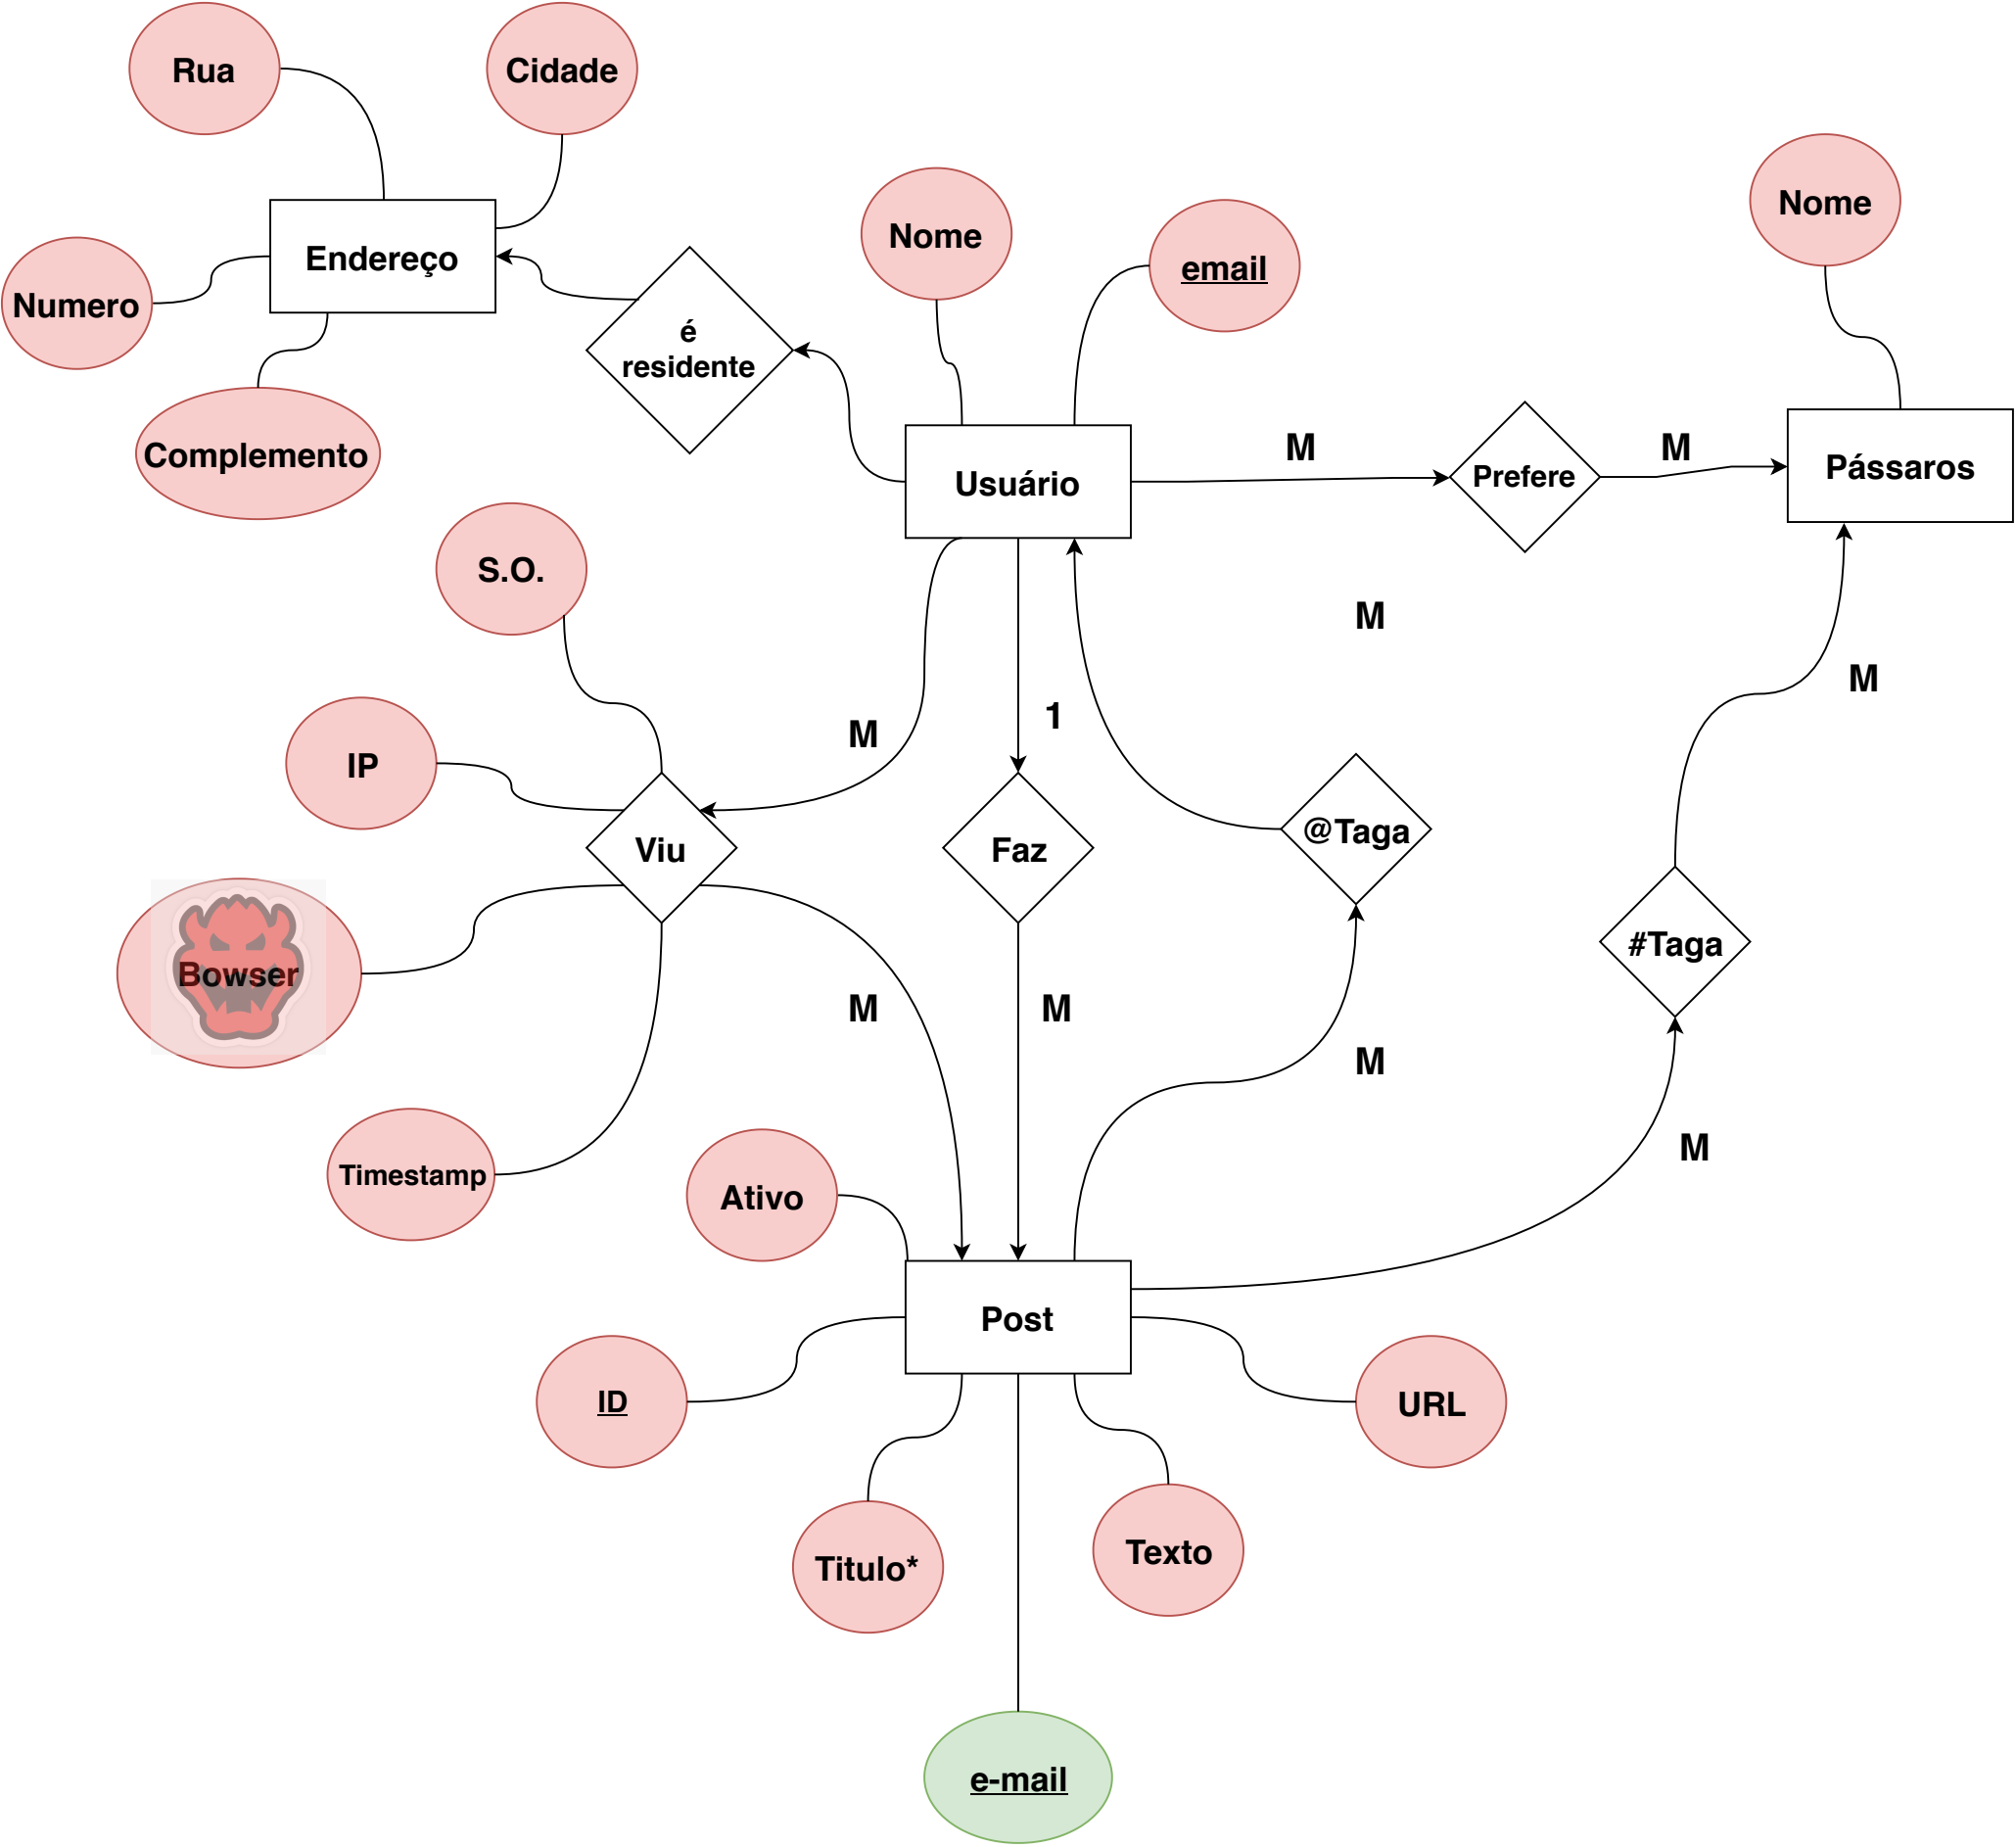 Rua
Cidade
Nome
Nome
email
Endereço
Numero
é
residente
Complemento
M
M
Usuário
Prefere
Pássaros
S.O.
M
M
1
M
IP
Viu
Faz
@Taga
#Taga
Bowser
M
M
M
M
Timestamp
Ativo
Post
ID
URL
Titulo*
Texto
e-mail